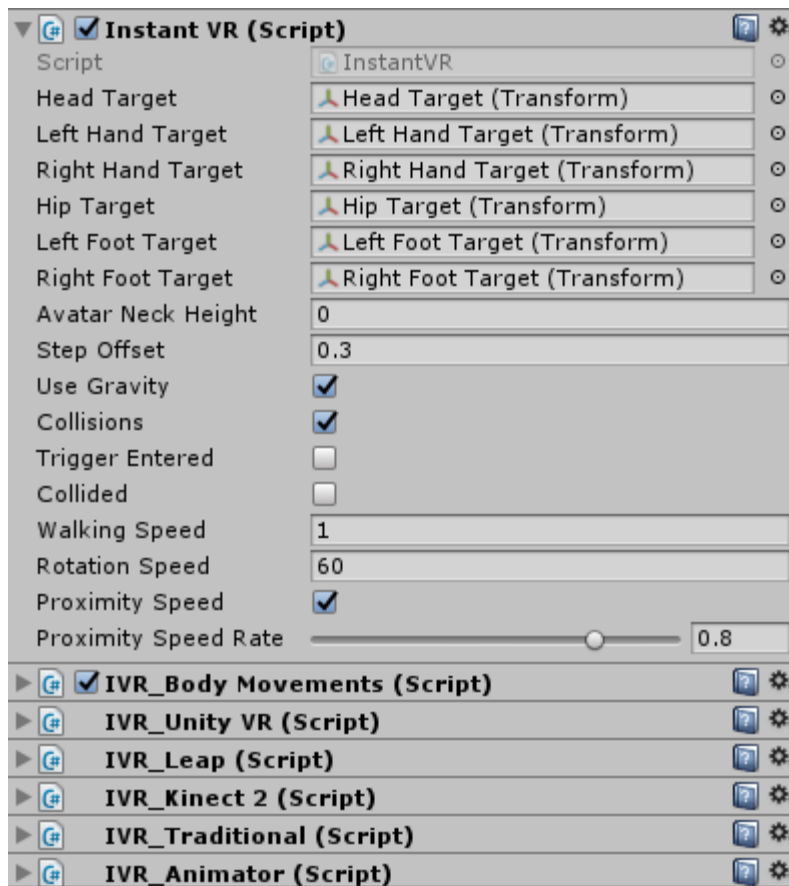 Instant VR (Script)
Script InstantVR
Head Target Head Target (Transform)
Left Hand Target Left Hand Target (Transform)
Right Hand Target Right Hand Target (Transform)
Hip Target Hip Target (Transform)
Left Foot Target Left Foot Target (Transform)
Right Foot Target Right Foot Target (Transform)
Avatar Neck Height 0
Step Offset 0.3
Use Gravity
Collisions
Trigger Entered
Collided
Walking Speed 1
Rotation Speed 60
Proximity Speed
Proximity Speed Rate 0.8
IVR_Body Movements (Script)
IVR_Unity VR (Script)
IVR_Leap (Script)
IVR_Kinect 2 (Script)
IVR_Traditional (Script)
IVR_Animator (Script)